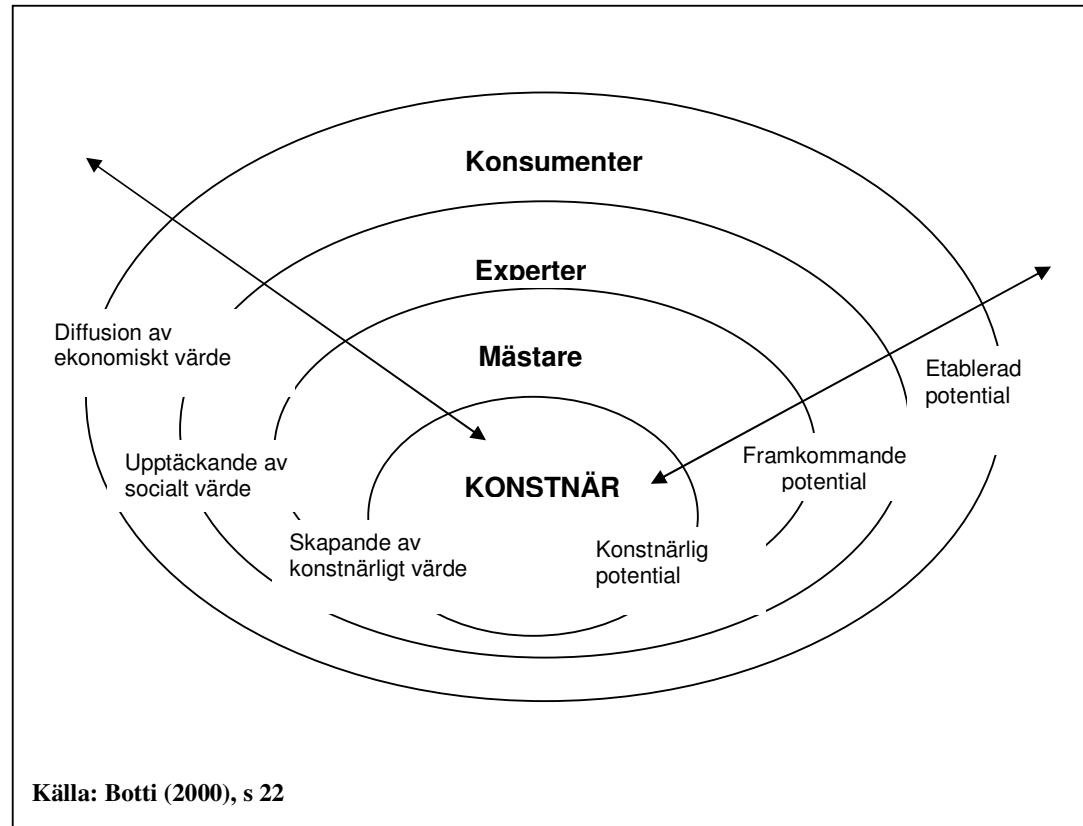 Konsumenter
Experter
Mästare
KONSTNÄR
Diffusion av
ekonomiskt värde
Upptäckande av
socialt värde
Skapande av
konstnärligt värde
Konstnärlig
potential
Framkommande
potential
Etablerad
potential
Källa: Botti (2000), s 22